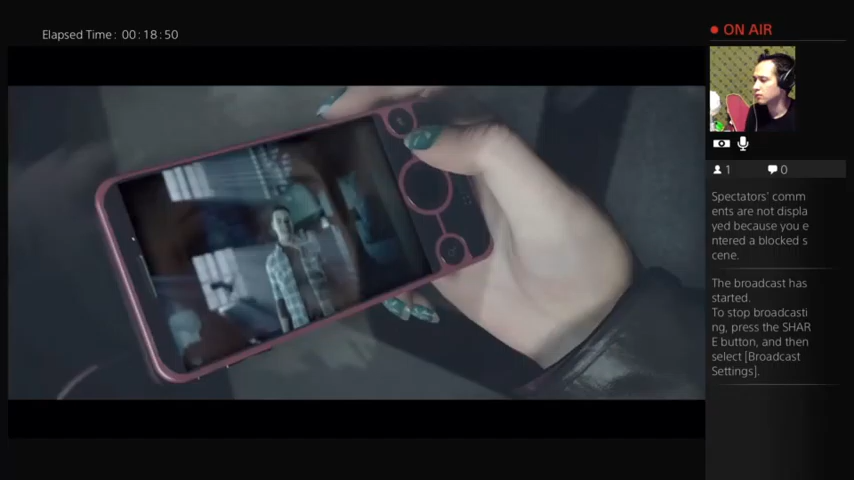 Elapsed Time: 00:18:50
ON AIR
1
0
Spectators' comm
ents are not displa
yed because you e
ntered a blocked s
cene.
The broadcast has
started.
To stop broadcasti
ng, press the SHAR
E button, and then
select [Broadcast
Settings].